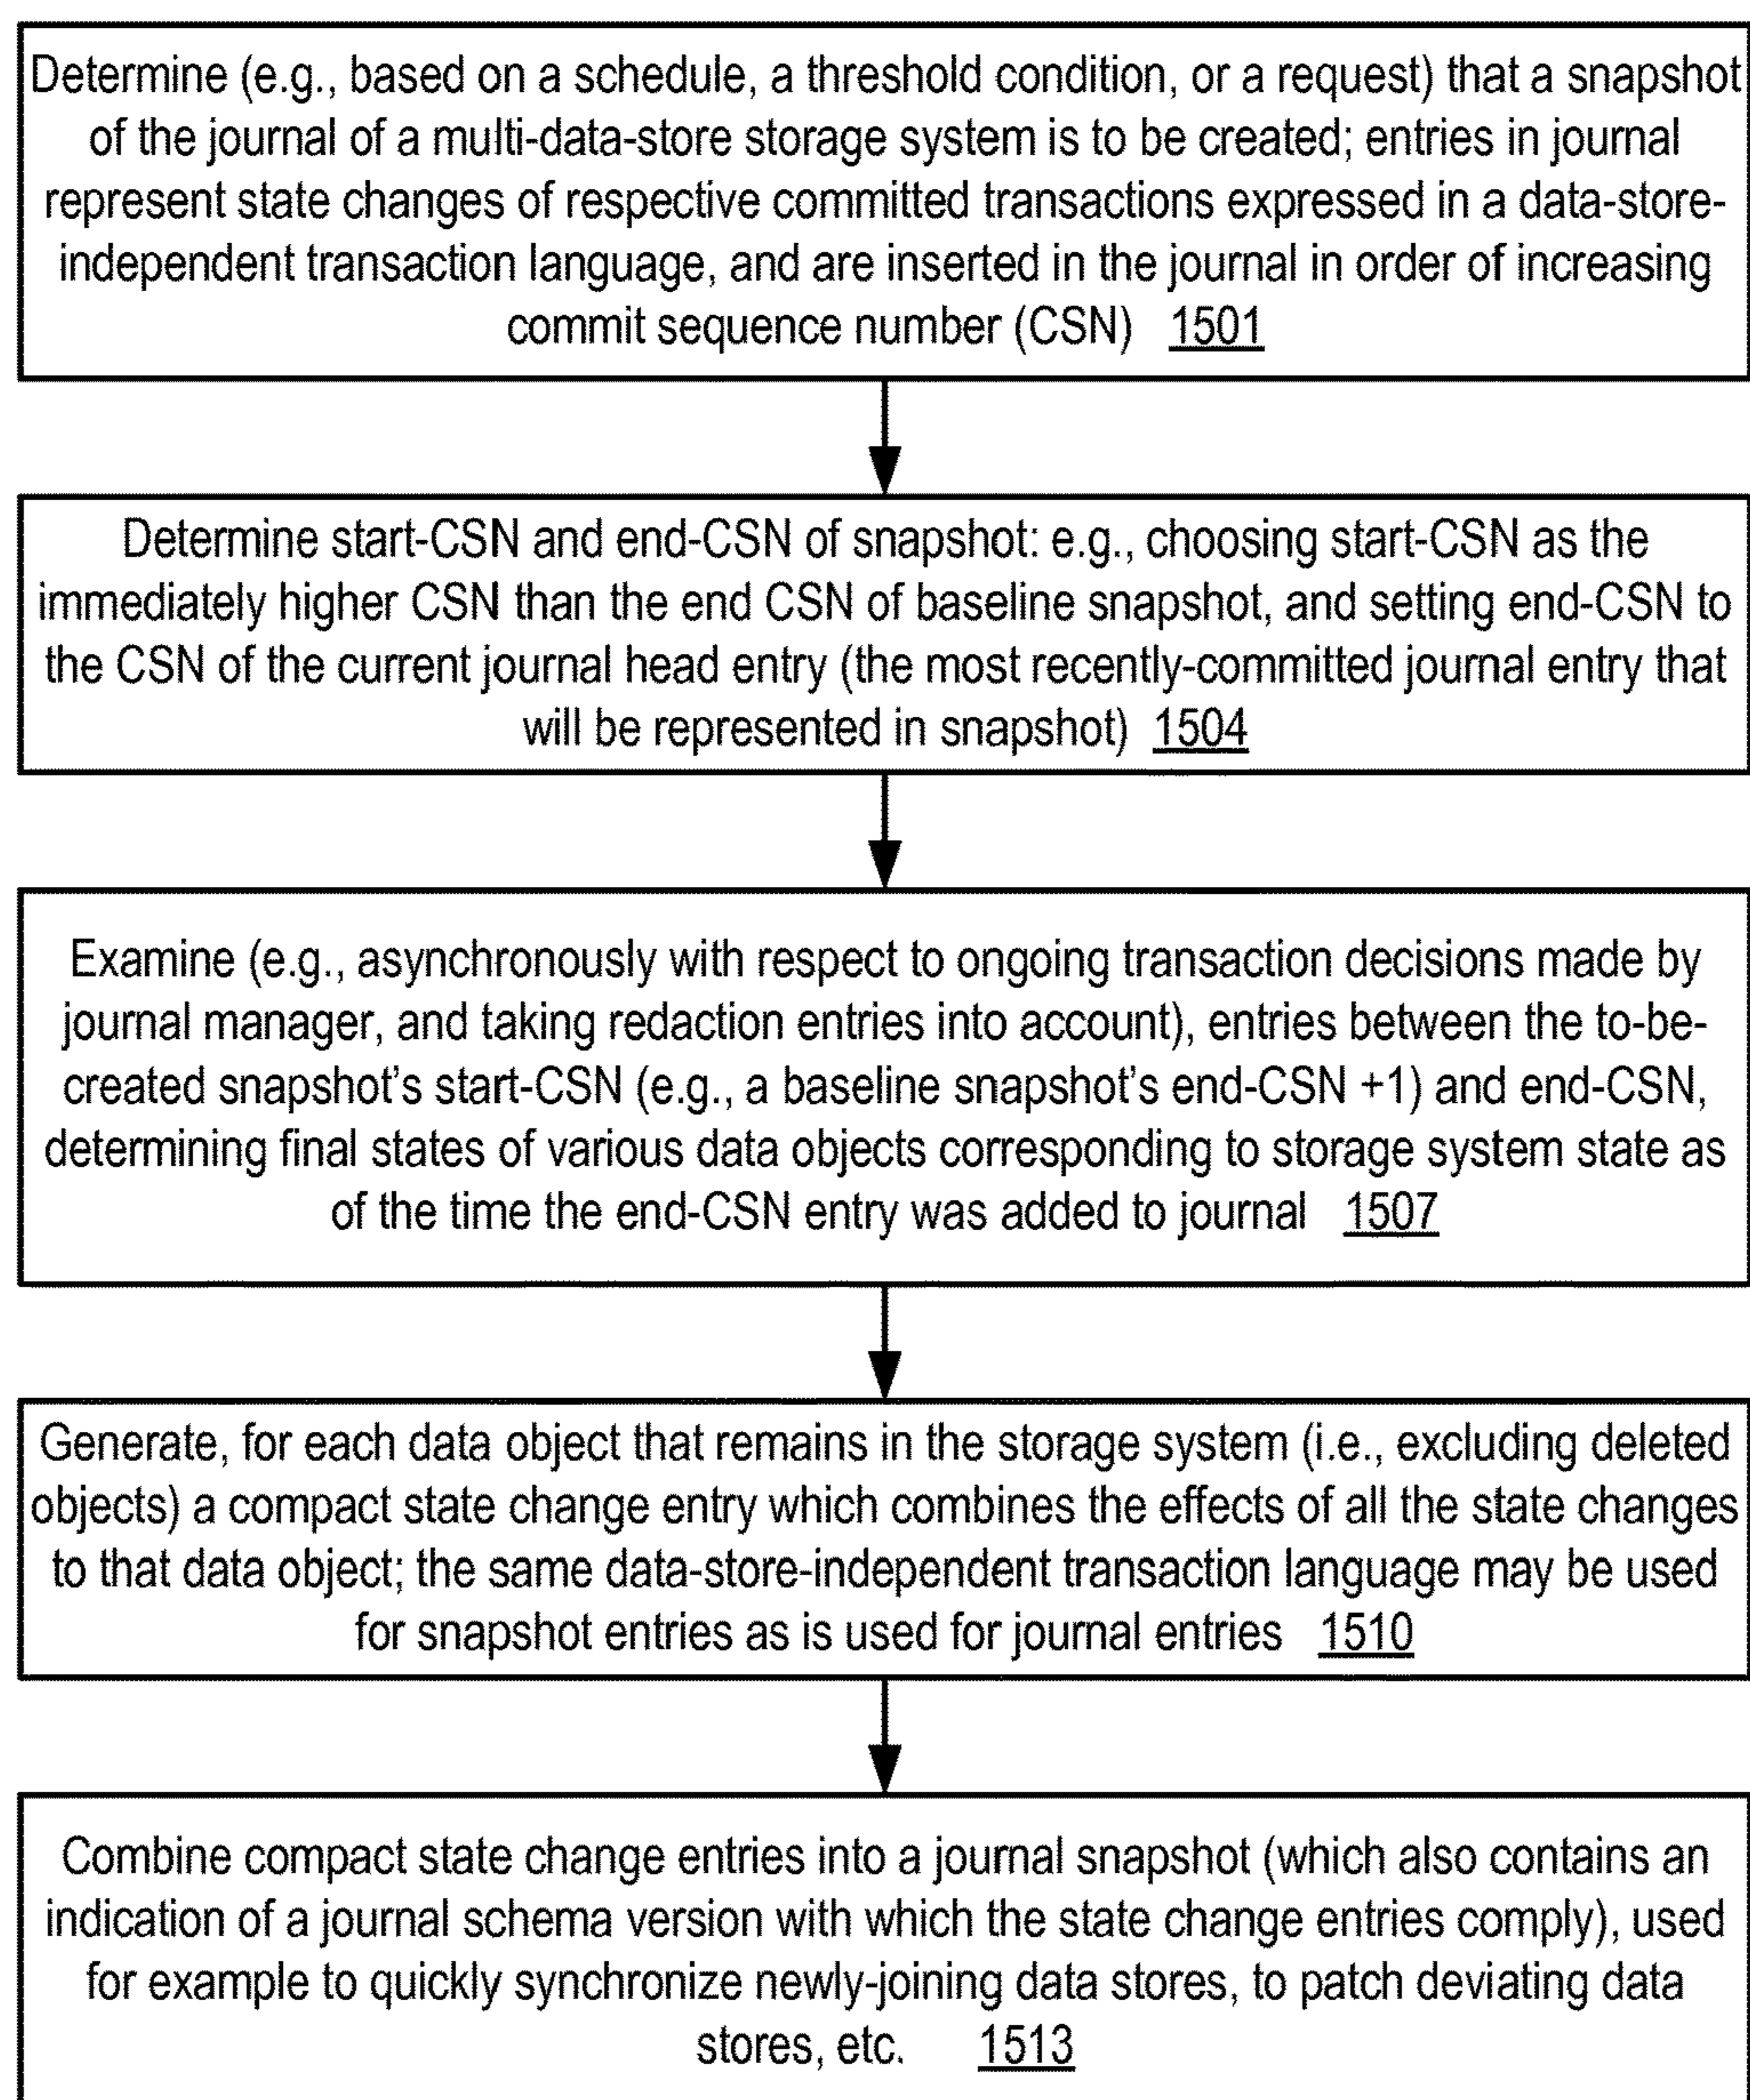 Determine (e.g., based on a schedule, a threshold condition, or a request) that a snapshot
of the journal of a multi-data-store storage system is to be created; entries in journal
represent state changes of respective committed transactions expressed in a data-store-
independent transaction language, and are inserted in the journal in order of increasing
commit sequence number (CSN) 1501
Determine start-CSN and end-CSN of snapshot: e.g., choosing start-CSN as the
immediately higher CSN than the end CSN of baseline snapshot, and setting end-CSN to
the CSN of the current journal head entry (the most recently-committed journal entry that
will be represented in snapshot) 1504
Examine (e.g., asynchronously with respect to ongoing transaction decisions made by
journal manager, and taking redaction entries into account), entries between the to-be-
created snapshot's start-CSN (e.g., a baseline snapshot's end-CSN +1) and end-CSN,
determining final states of various data objects corresponding to storage system state as
of the time the end-CSN entry was added to journal 1507
Generate, for each data object that remains in the storage system (i.e., excluding deleted
objects) a compact state change entry which combines the effects of all the state changes
to that data object; the same data-store-independent transaction language may be used
for snapshot entries as is used for journal entries 1510
Combine compact state change entries into a journal snapshot (which also contains an
indication of a journal schema version with which the state change entries comply), used
for example to quickly synchronize newly-joining data stores, to patch deviating data
stores, etc. 1513